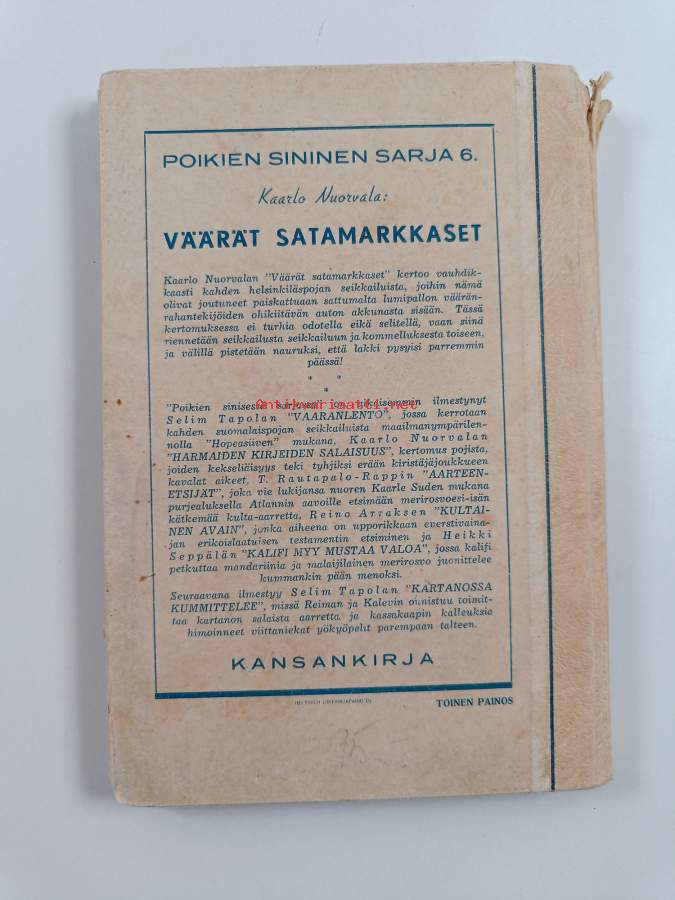 POIKIEN SININEN SARJA 6.
Kaarlo Nuorvala:
VÄÄRÄT SATAMARKKASET
Kaarlo Nuorvalan "Väärät satamarkkaset" kertoo vauhdik-
kaasti kahden helsinkiläispojan seikkailuista, joihin nämä
olivat joutuneet paiskattuaan sattumalta lumipallon väärän-
rahantekijöiden ohikiitävän auton akkunasta sisään. Tässä
kertomuksessa ei turhia odotella eikä selitellä, vaan siinä
riennetään seikkailusta seikkailuun ja kommelluksesta toiseen,
ja välillä pistetään nauruksi, että lakki pysyisi parremmin
päässä!
* *
*
"Poikien sinisessä sarjassa" on aikaisemmin ilmestynyt
antikvariaatti.net
Selim Tapolan "VAARANLENTO", jossa kerrotaan
kahden suomalaispojan seikkailuista maailmanympärilen-
nolla "Hopeasiiven" mukana, Kaarlo Nuorvalan
"HARMAIDEN KIRJEIDEN SALAISUUS", kertomus pojista,
joiden kekseliäisyys teki tyhjiksi erään kiristäjäjoukkueen
kavalat aikeet, T. Rautapalo-Rappin "AARTEEN-
ETSIJÄT", joka vie lukijansa nuoren Kaarle Suden mukana
purjealuksella Atlannin aavoille etsimään merirosvoesi-isän
kätkemää kulta-aarretta, Reino Arraksen "KULTAI-
NEN AVAIN", jonka aiheena on upporikkaan everstivaina-
jan erikoislaatuisen testamentin etsiminen ja Heikki
Seppälän "KALIFI MYY MUSTAA VALOA", jossa kalifi
petkuttaa mandariinia ja malaijilainen merirosvo juonittelee
kummankin pään menoksi.
Seuraavana ilmestyy Selim Tapolan "KARTANOSSA
KUMMITTELEE", missä Reiman ja Kalevin onnistuu toimit-
taa kartanon salaista aarretta ja kassakaapin kalleuksia
himoinneet viittaniekat yökyöpelit parempaan talteen.
KANSANKIRJA
TOINEN PAINOS